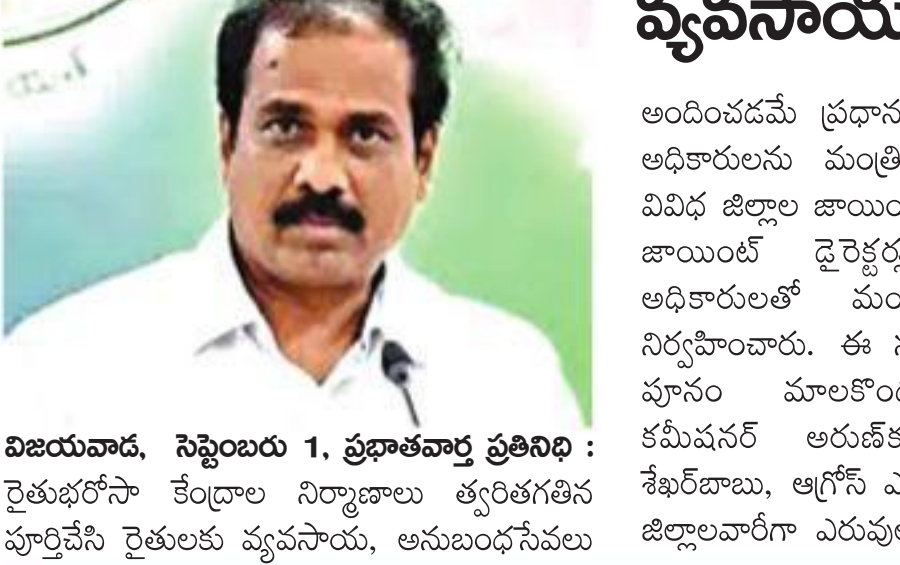 విజయవాడ, సెప్టెంబరు 1, ప్రభాతవార్త ప్రతినిధి :
రైతుభరోసా కేంద్రాల నిర్మాణాలు త్వరితగతిన
పూర్తిచేసి రైతులకు వ్యవసాయ, అనుబంధసేవలు
వ్యవసాయ
అందించడమే ప్రధాన
అధికారులను మంత్రి
వివిధ జిల్లాల జాయిం
జాయింట్ డైరెక్టర్ల
అధికారులతో మం
నిర్వహించారు. ఈ
పూనం మాలకొం
కమీషనర్ అరుణ్‌క
శేఖర్‌బాబు, ఆగ్రోస్ ఎ
జిల్లాలవారీగా ఎరువుల